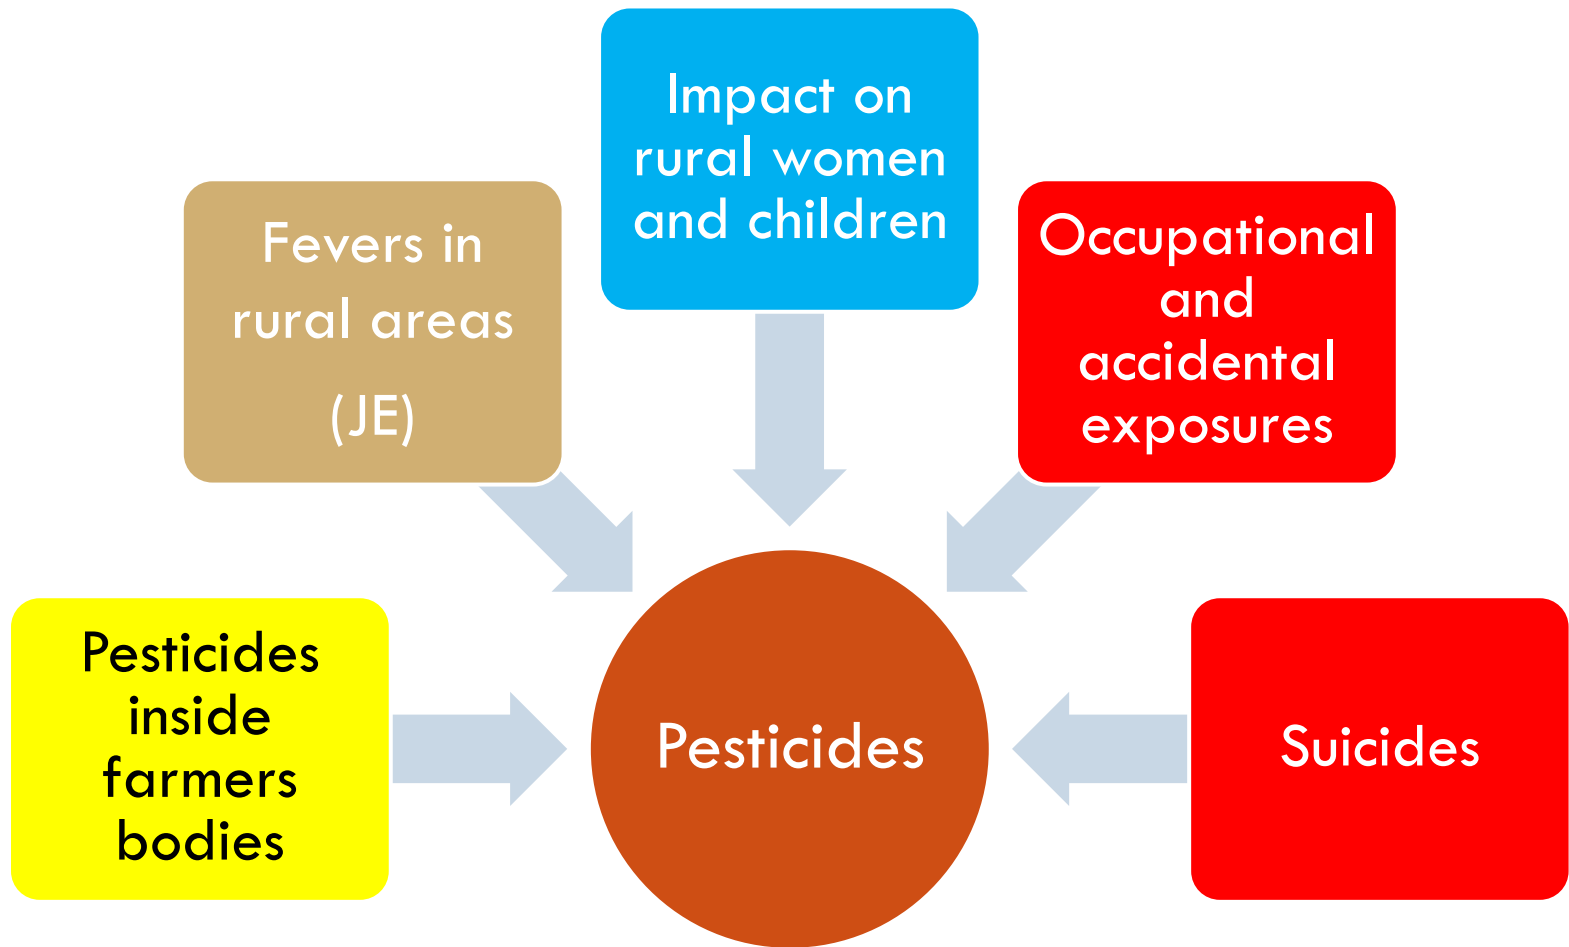 Impact on
rural women
and children
Fevers in
rural areas
(JE)
Occupational
and
accidental
exposures
Pesticides
inside
farmers
bodies
Pesticides
Suicides